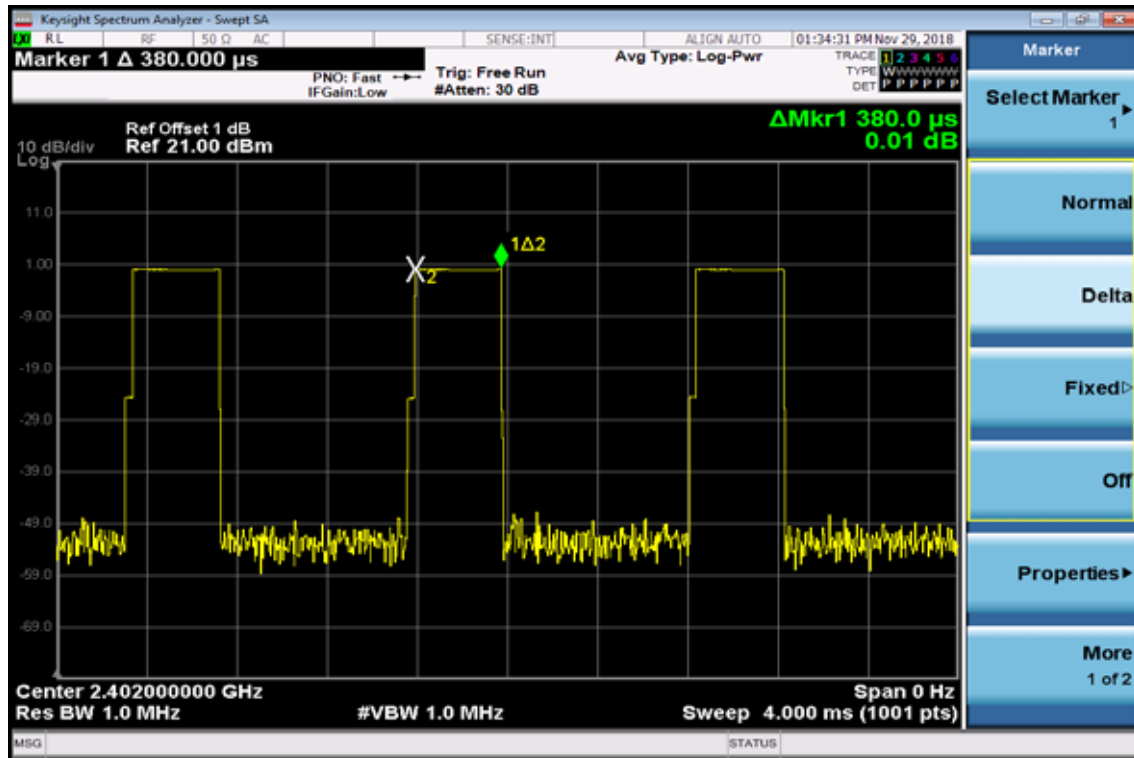 Keysight Spectrum Analyzer - Swept SA
RL RF 50 Ω AC SENSE:INT ALIGN AUTO 01:34:31 PM Nov 29, 2018
Marker 1 Δ 380.000 µs
PNO: Fast
IFGain:Low
Trig: Free Run
#Atten: 30 dB
Avg Type: Log-Pwr
TRACE 1 2 3 4 5 6
TYPE WWWWWW
DET P P P P P P
ΔMkr1 380.0 µs
0.01 dB
Ref Offset 1 dB
10 dB/div Ref 21.00 dBm
Log
11.0
1.00
-9.00
-19.0
-29.0
-39.0
-49.0
-59.0
-69.0
1Δ2
X2
Center 2.402000000 GHz Span 0 Hz
Res BW 1.0 MHz #VBW 1.0 MHz Sweep 4.000 ms (1001 pts)
MSG STATUS
Marker
Select Marker
1
Normal
Delta
Fixed
Off
Properties
More
1 of 2